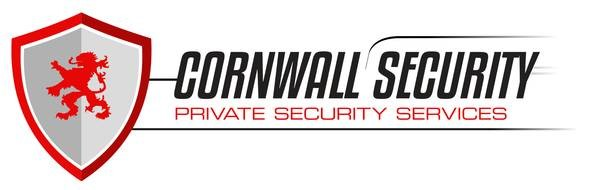 CORNWALL SECURITY
PRIVATE SECURITY SERVICES